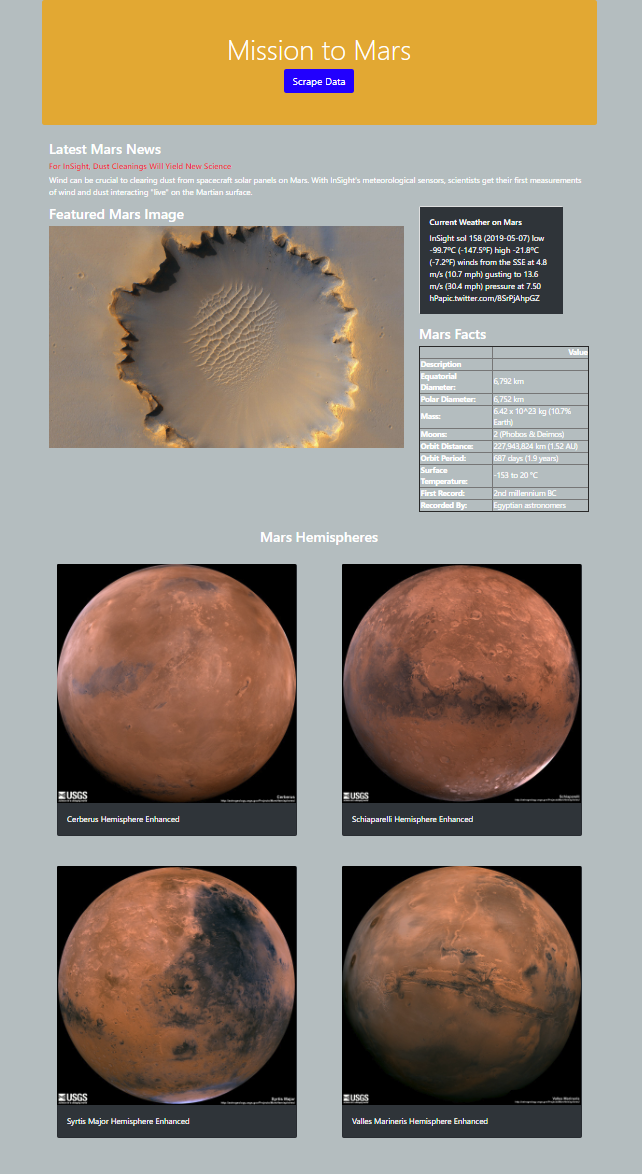 Mission to Mars
Scrape Data
Latest Mars News
For InSight, Dust Cleanings Will Yield New Science
Wind can be crucial to clearing dust from spacecraft solar panels on Mars. With InSight's meteorological sensors, scientists get their first measurements
of wind and dust interacting "live" on the Martian surface.
Featured Mars Image
Current Weather on Mars
InSight sol 158 (2019-05-07) low
-99.7ºC (-147.5ºF) high -21.8ºC
(-7.2ºF) winds from the SSE at 4.8
m/s (10.7 mph) gusting to 13.6
m/s (30.4 mph) pressure at 7.50
hPapic.twitter.com/8SrPjAhpGZ
Mars Facts
Value
Description
Equatorial
Diameter:
6,792 km
Polar Diameter:
6,752 km
Mass:
6.42 x 10^23 kg (10.7%
Earth)
Moons:
2 (Phobos & Deimos)
Orbit Distance:
227,943,824 km (1.52 AU)
Orbit Period:
687 days (1.9 years)
Surface
Temperature:
-153 to 20 °C
First Record:
2nd millennium BC
Recorded By:
Egyptian astronomers
Mars Hemispheres
USGS
Cerberus
Cerberus Hemisphere Enhanced
USGS
Schiaparelli
Schiaparelli Hemisphere Enhanced
USGS
Syrtis Major
Syrtis Major Hemisphere Enhanced
USGS
Valles Marineris
Valles Marineris Hemisphere Enhanced